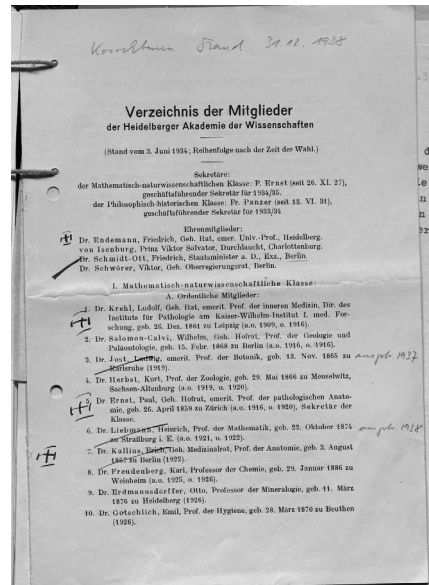 Stand 31.12.1938
Verzeichnis der Mitglieder
der Heidelberger Akademie der Wissenschaften
(Stand vom 3. Juni 1934; Reihenfolge nach der Zeit der Wahl.)
Sekretäre:
der Mathematisch-naturwissenschaftlichen Klasse: P. Ernst (seit 26. XI. 27),
geschäftsführender Sekretär für 1934/35.
der Philosophisch-historischen Klasse: Fr. Panzer (seit 13. VI. 31),
geschäftsführender Sekretär für 1933/34
Ehrenmitglieder:
Dr. Endemann, Friedrich, Geh. Rat, emer. Univ.-Prof., Heidelberg.
von Isenburg, Prinz Viktor Salvator, Durchlaucht, Charlottenburg.
Dr. Schmidt-Ott, Friedrich, Staatsminister a. D., Exz., Berlin.
Dr. Schwörer, Viktor, Geh. Oberregierungsrat, Berlin.
I. Mathematisch-naturwissenschaftliche Klasse:
A. Ordentliche Mitglieder:
1. Dr. Krehl, Ludolf, Geh. Rat, emerit. Prof. der inneren Medizin, Dir. des
Instituts für Pathologie am Kaiser-Wilhelm-Institut f. med. For-
schung, geb. 26. Dez. 1861 zu Leipzig (a.o. 1909, o. 1916).
2. Dr. Salomon-Calvi, Wilhelm, Geh. Hofrat, Prof. der Geologie und
Paläontologie, geb. 15. Febr. 1868 zu Berlin (a.o. 1916, o. 1916).
3. Dr. Jost, Ludwig, emerit. Prof. der Botanik, geb. 13. Nov. 1865 zu ausgesch. 1937
Karlsruhe (1919).
4. Dr. Herbst, Kurt, Prof. der Zoologie, geb. 29. Mai 1866 zu Meuselwitz,
Sachsen-Altenburg (a.o. 1919, o. 1920).
5. Dr. Ernst, Paul, Geh. Hofrat, emerit. Prof. der pathologischen Anato-
mie, geb. 26. April 1859 zu Zürich (a.o. 1916, o. 1920), Sekretär der
Klasse.
6. Dr. Liebmann, Heinrich, Prof. der Mathematik, geb. 22. Oktober 1874 ausgesch. 1938
zu Straßburg i. E. (a.o. 1921, o. 1922).
7. Dr. Kallius, Erich, Geh. Medizinalrat, Prof. der Anatomie, geb. 3. August
1867 zu Berlin (1922).
8. Dr. Freudenberg, Karl, Professor der Chemie, geb. 29. Januar 1886 zu
Weinheim (a.o. 1925, o. 1926).
9. Dr. Erdmannsdörffer, Otto, Professor der Mineralogie, geb. 11. März
1876 zu Heidelberg (1926).
10. Dr. Gotschlich, Emil, Prof. der Hygiene, geb. 28. März 1870 zu Beuthen
(1926).